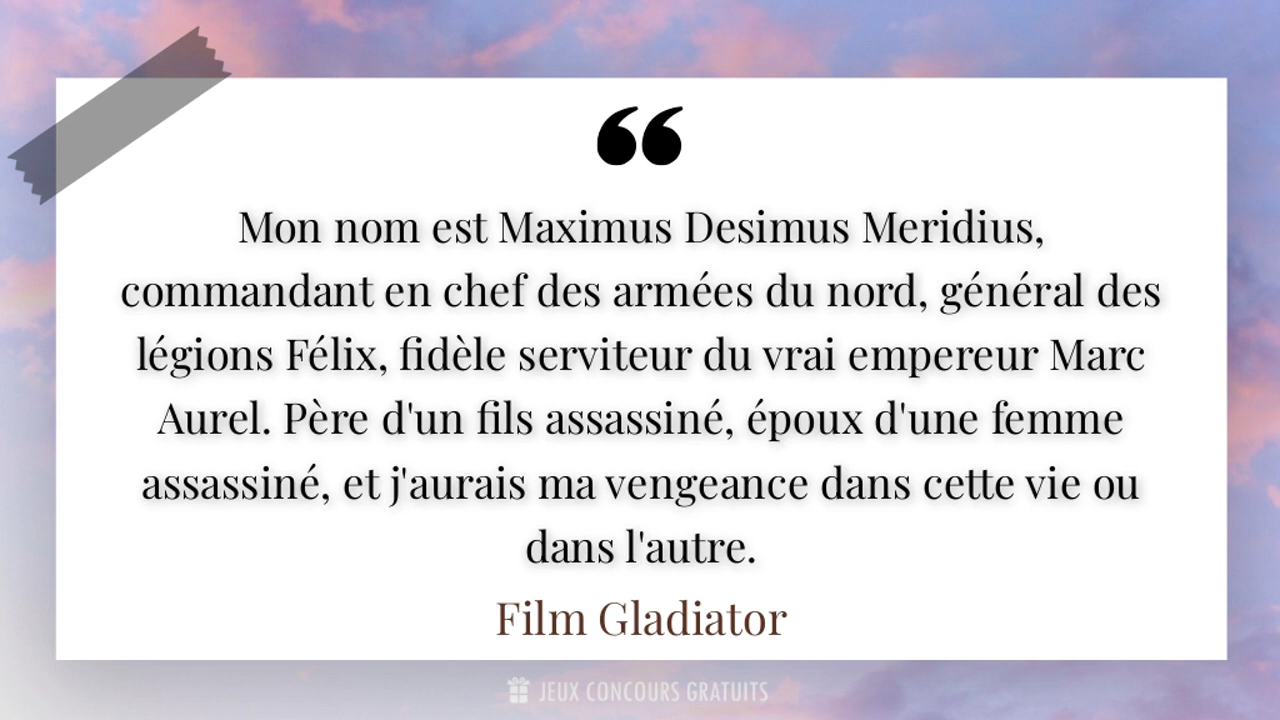 “
Mon nom est Maximus Desimus Meridius,
commandant en chef des armées du nord, général des
légions Félix, fidèle serviteur du vrai empereur Marc
Aurel. Père d'un fils assassiné, époux d'une femme
assassiné, et j'aurais ma vengeance dans cette vie ou
dans l'autre.
Film Gladiator
JEUX CONCOURS GRATUITS